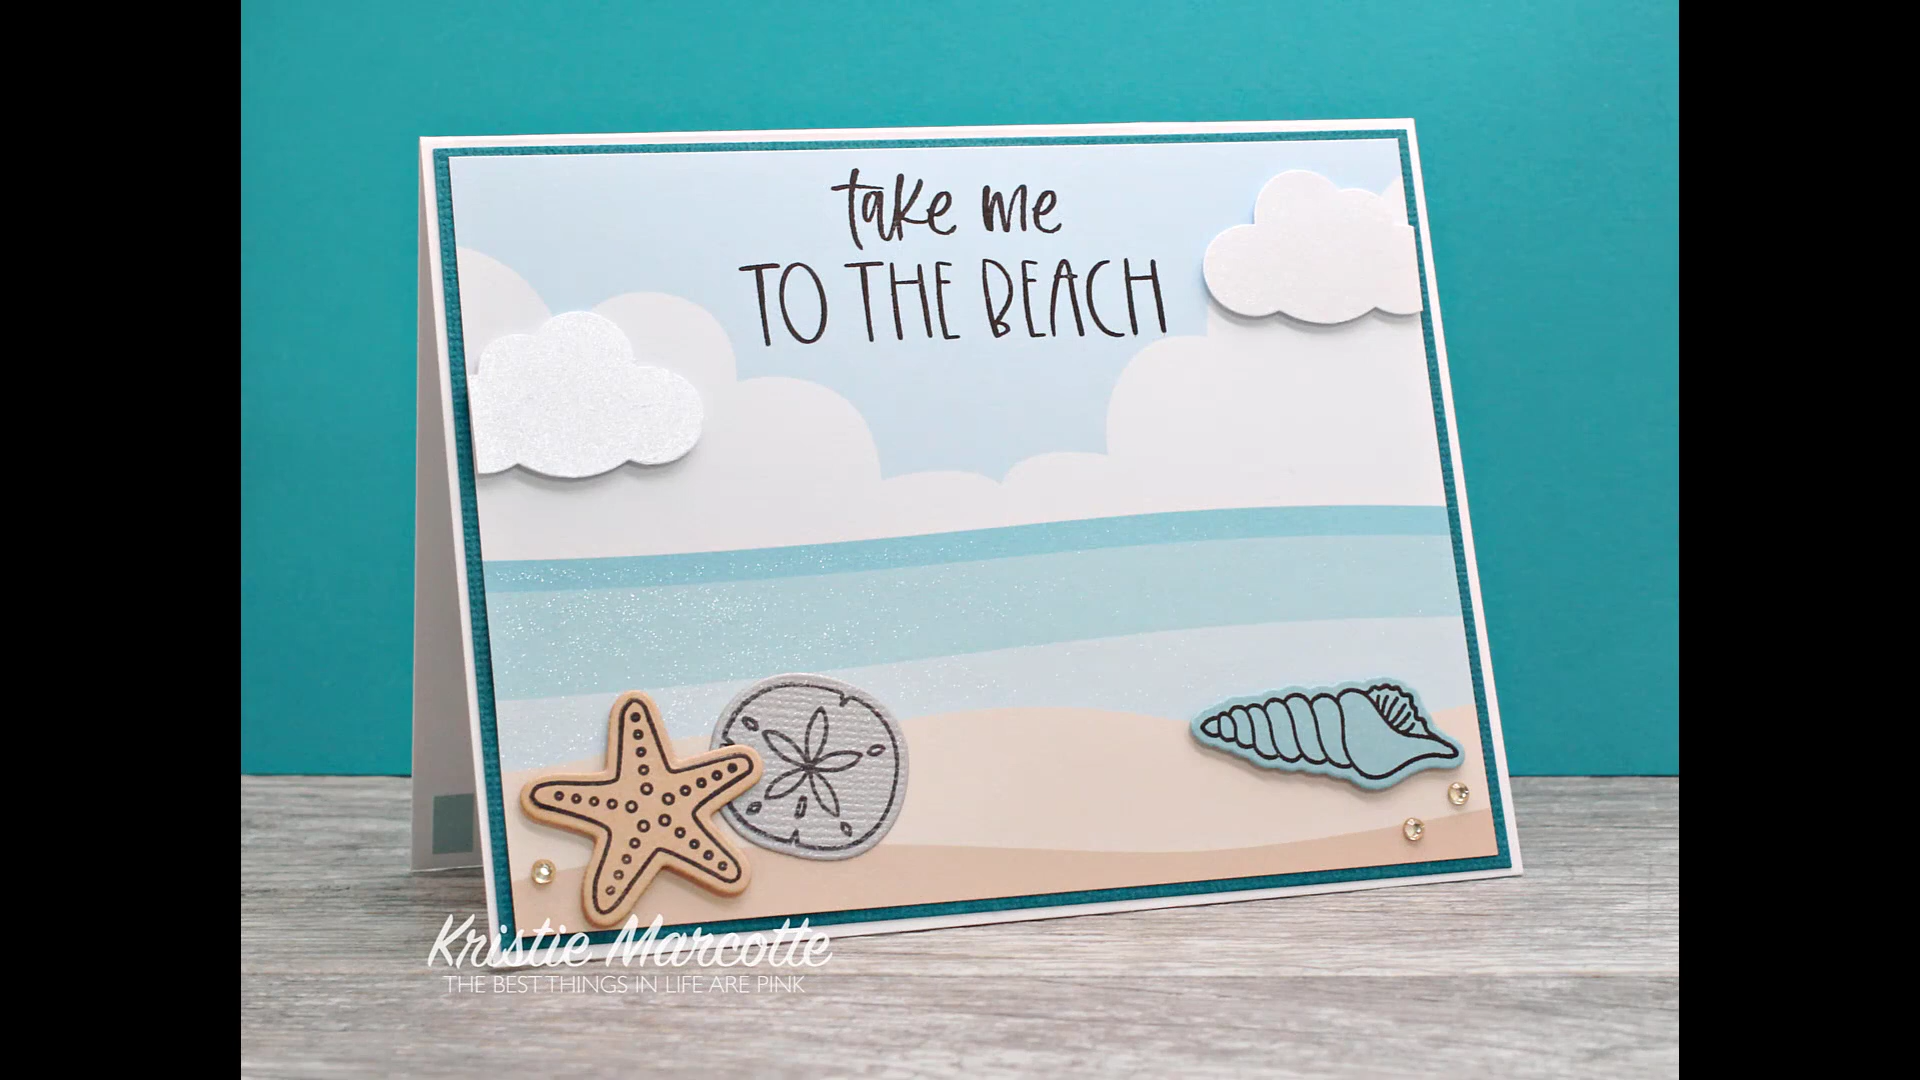 take me
TO THE BEACH
Kristie Marcotte
THE BEST THINGS IN LIFE ARE PINK